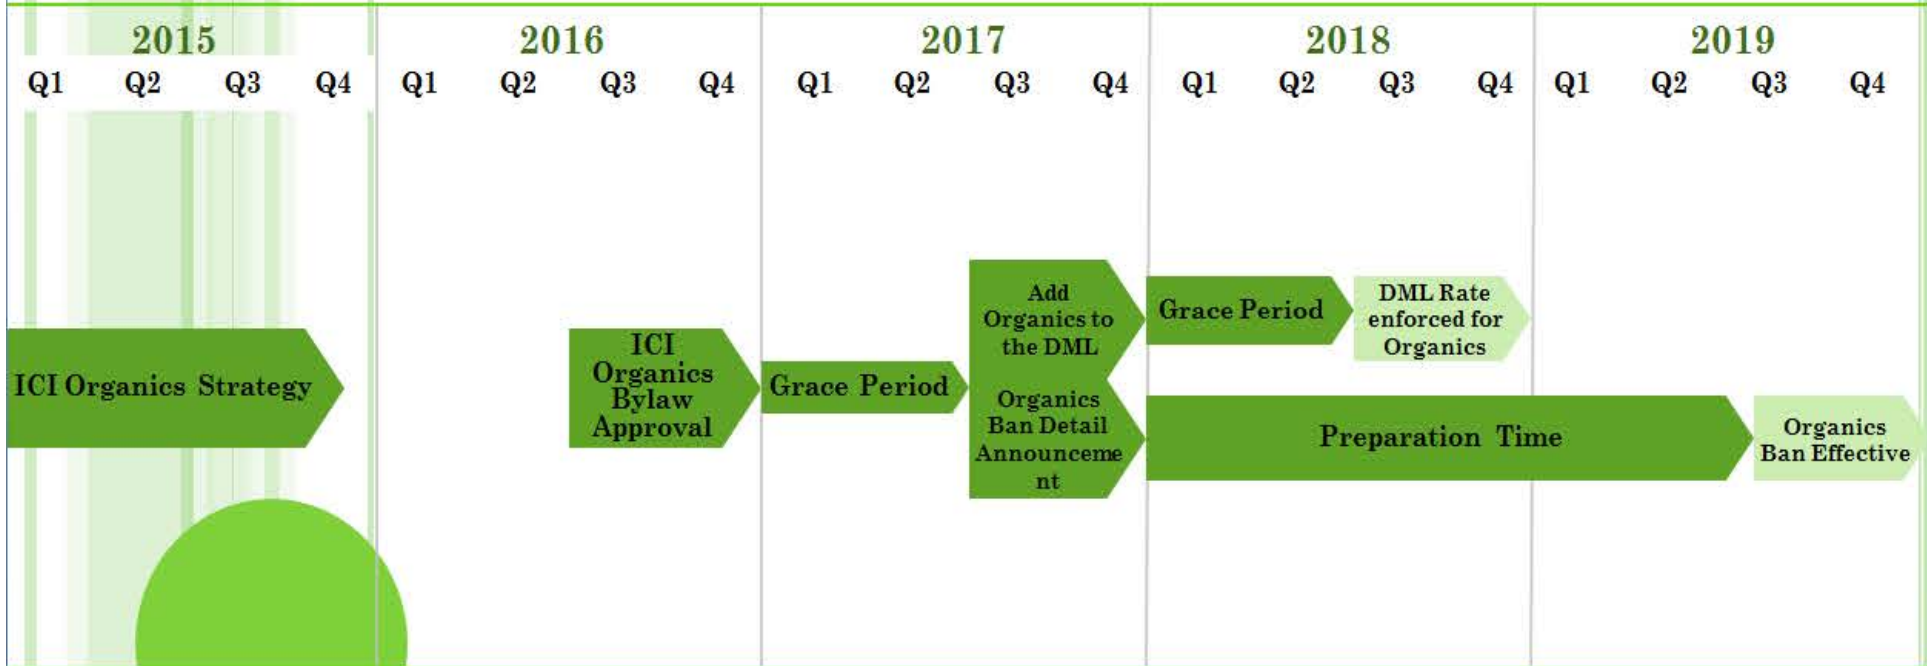 2015 2016 2017 2018 2019
Q1 Q2 Q3 Q4 Q1 Q2 Q3 Q4 Q1 Q2 Q3 Q4 Q1 Q2 Q3 Q4 Q1 Q2 Q3 Q4
ICI Organics Strategy
ICI
Organics
Bylaw
Approval
Grace Period
Add
Organics to
the DML
Organics
Ban Detail
Announceme
nt
Grace Period
DML Rate
enforced for
Organics
Preparation Time
Organics
Ban Effective